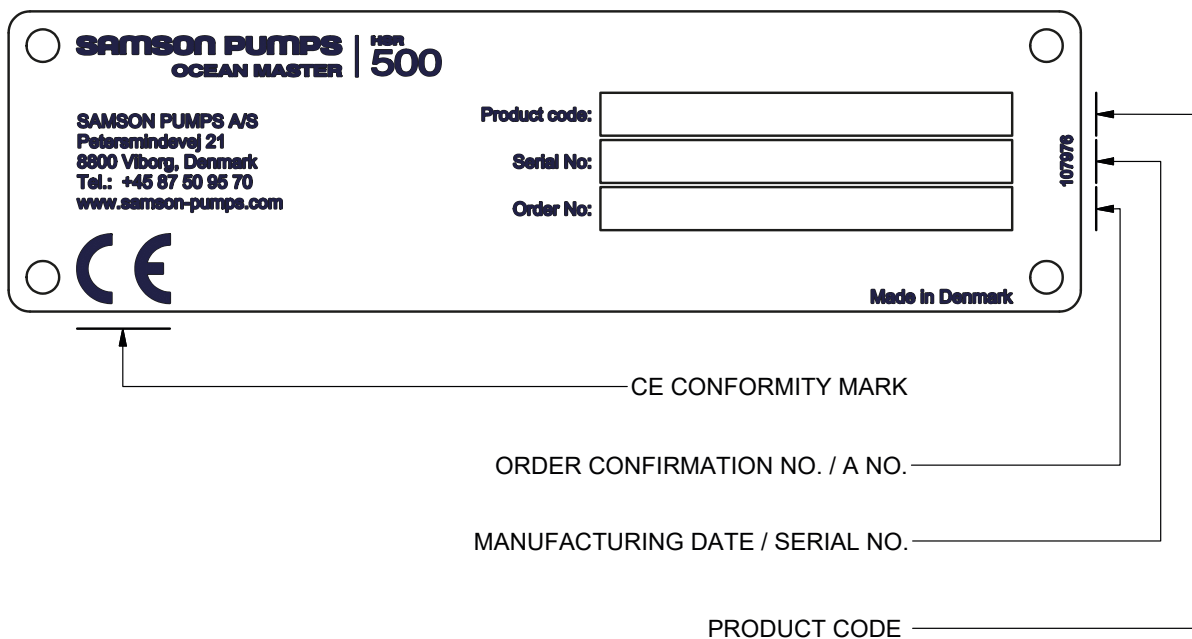 SAMSON PUMPS
OCEAN MASTER
HSR
500
SAMSON PUMPS A/S
Petersmindevej 21
8800 Viborg, Denmark
Tel.: +45 87 50 95 70
www.samson-pumps.com
Product code:
Serial No:
Order No:
107976
CE
Made in Denmark
CE CONFORMITY MARK
ORDER CONFIRMATION NO. / A NO.
MANUFACTURING DATE / SERIAL NO.
PRODUCT CODE